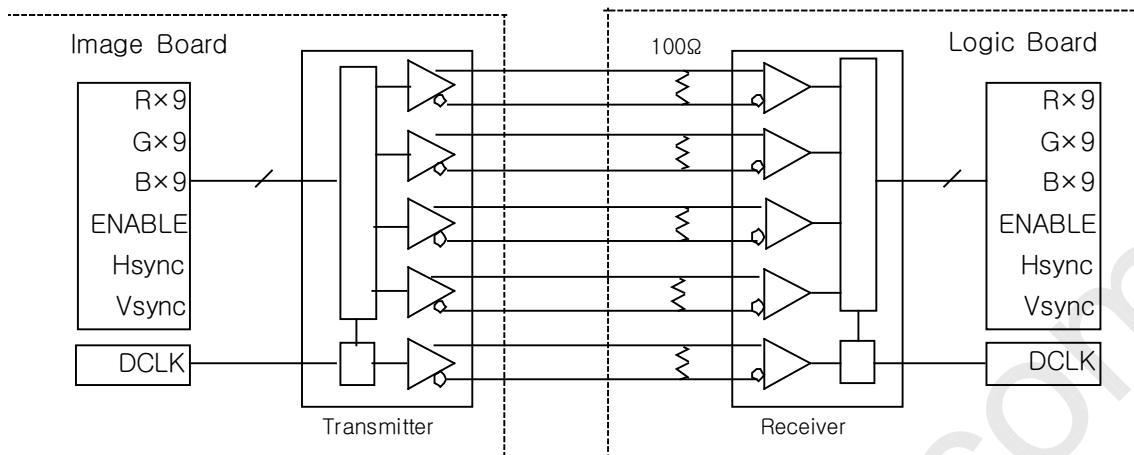 Image Board
100Ω
Logic Board
R×9
G×9
B×9
ENABLE
Hsync
Vsync
DCLK
R×9
G×9
B×9
ENABLE
Hsync
Vsync
DCLK
Transmitter
Receiver
com